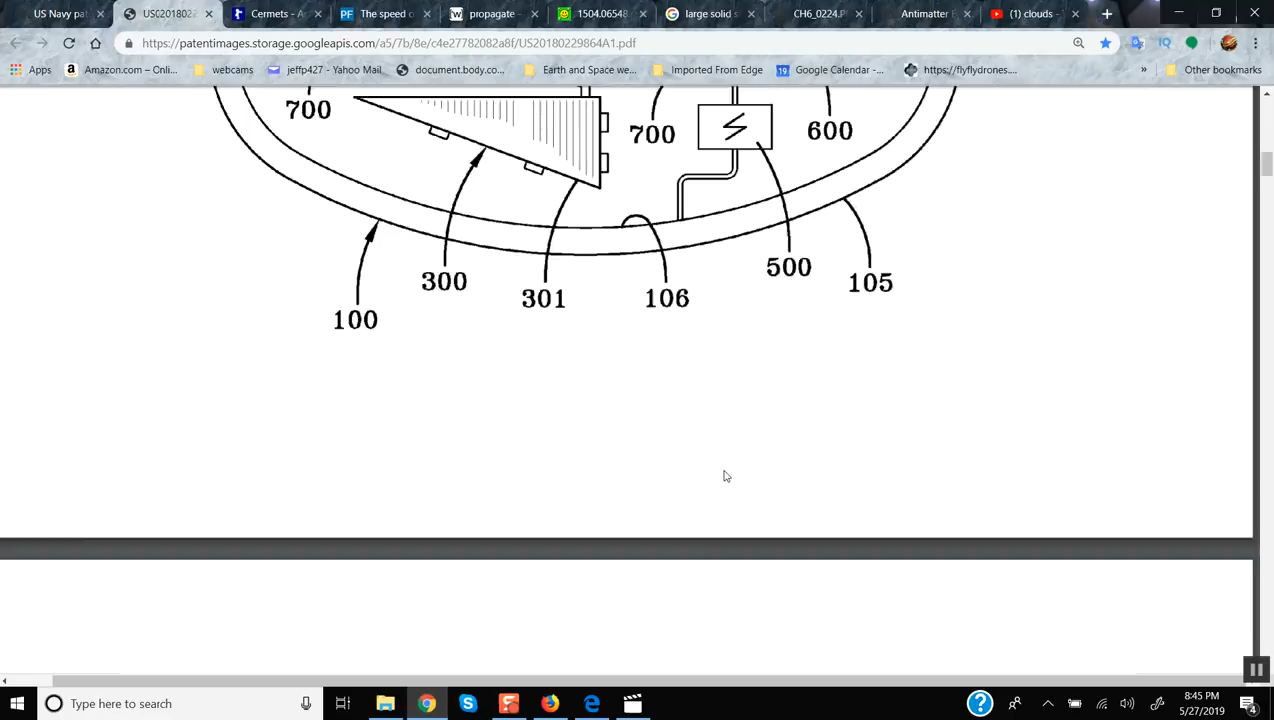 US Navy pa
US02018022
Cermets - A
The speed o
propagate -
1504.06548
large solid s
CH6_0224.P
Antimatter E
(1) clouds -
https://patentimages.storage.googleapis.com/a5/7b/8e/c4e27782082a8f/US20180229864A1.pdf
Apps
Amazon.com – Onli...
webcams
jeffp427 - Yahoo Mail
document.body.co...
Earth and Space we...
Imported From Edge
Google Calendar -...
https://flyflydrones....
»
Other bookmarks
700
700
600
300
301
106
500
105
100
Type here to search
8:45 PM
5/27/2019
4